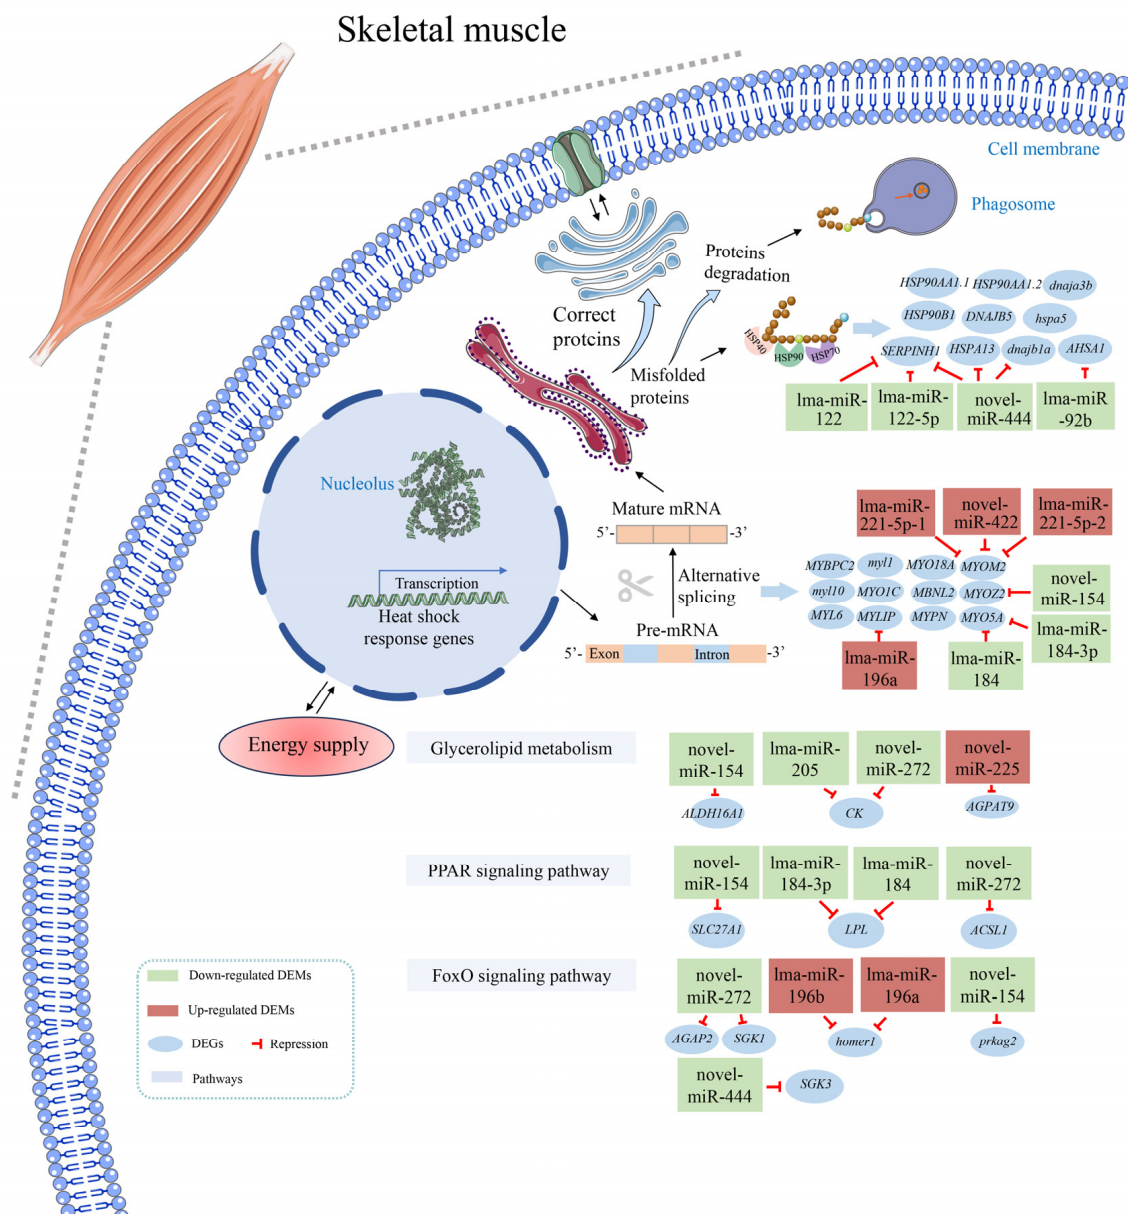 Skeletal muscle
Cell membrane
Phagosome
Proteins
degradation
Correct
protcins
Misfolded
proteins
HSP40
HSP90
HSP70
HSP90AA1.1
HSP90AA1.2
dnaja3b
HSP90B1
DNAJB5
hspa5
SERPINH1
HSPA13
dnajb1a
AHSA1
lma-miR-
122
lma-miR-
122-5p
novel-
miR-444
lma-miR
-92b
Nucleolus
Transcription
Heat shock
response genes
Mature mRNA
5’-
-3’
Alternative
splicing
Pre-mRNA
5’-
Exon
Intron
-3’
lma-miR-
221-5p-1
novel-
miR-422
lma-miR-
221-5p-2
MYBPC2
myl1
MYO18A
MYOM2
myl10
MYO1C
MBNL2
MYOZ2
MYL6
MYLIP
MYPN
MYO5A
novel-
miR-154
lma-miR-
184-3p
lma-miR-
196a
lma-miR-
184
Energy supply
Glycerolipid metabolism
novel-
miR-154
lma-miR-
205
novel-
miR-272
novel-
miR-225
ALDH16A1
CK
AGPAT9
PPAR signaling pathway
novel-
miR-154
lma-miR-
184-3p
lma-miR-
184
novel-
miR-272
SLC27A1
LPL
ACSL1
FoxO signaling pathway
novel-
miR-272
lma-miR-
196b
lma-miR-
196a
novel-
miR-154
AGAP2
SGK1
homer1
prkag2
novel-
miR-444
SGK3
Down-regulated DEMs
Up-regulated DEMs
DEGs
Repression
Pathways